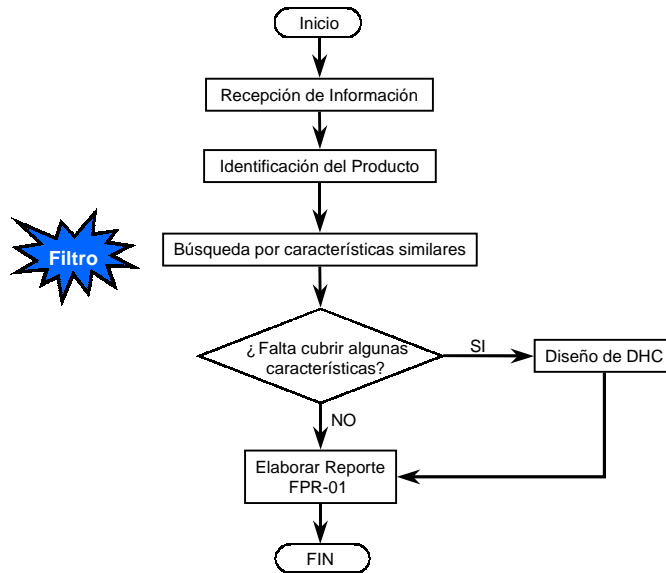 Inicio
Recepción de Información
Identificación del Producto
Filtro
Búsqueda por características similares
¿ Falta cubrir algunas
características?
SI
Diseño de DHC
NO
Elaborar Reporte
FPR-01
FIN